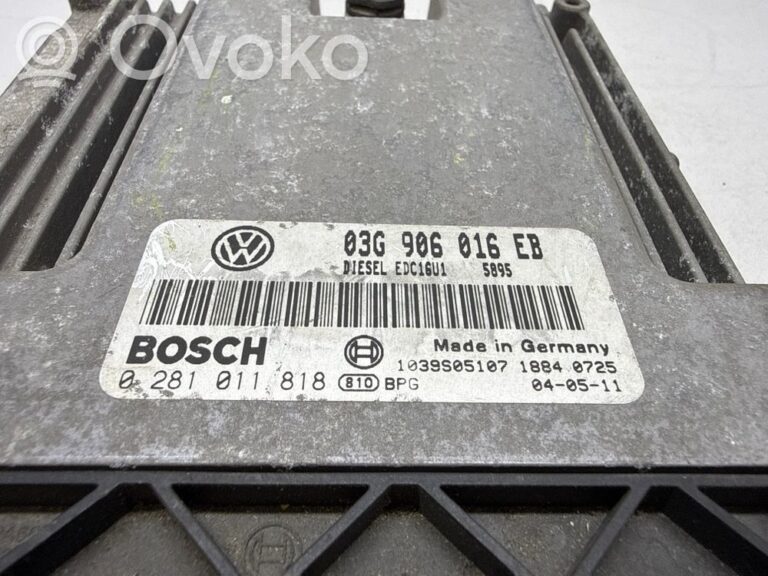 Ovoko
VW
03G 906 016 EB
DIESEL EDC16U1 5895
BOSCH
Made in Germany
1039S05107 1884 0725
0 281 011 818 810 BPG
04-05-11